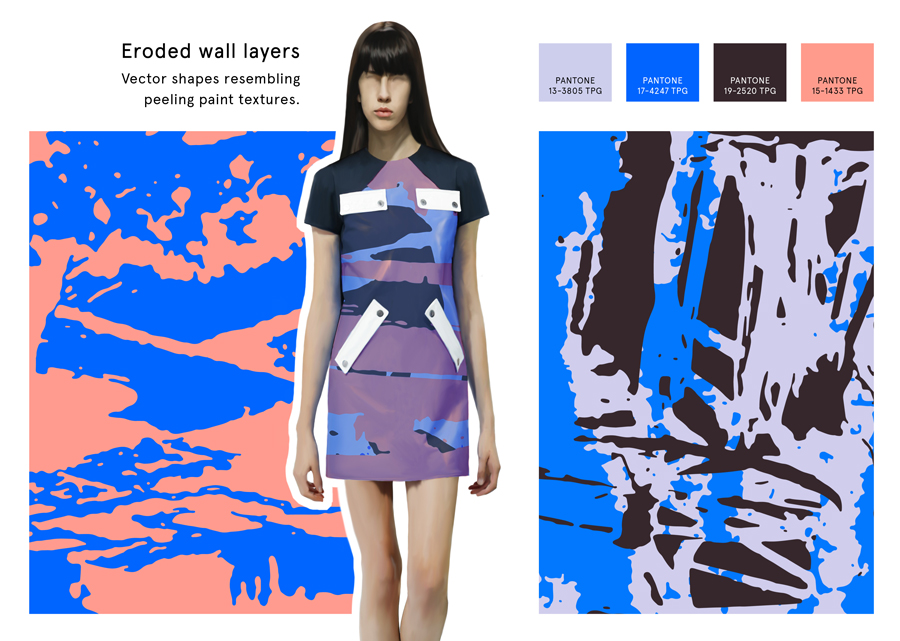 Eroded wall layers
Vector shapes resembling
peeling paint textures.
PANTONE
13-3805 TPG
PANTONE
17-4247 TPG
PANTONE
19-2520 TPG
PANTONE
15-1433 TPG